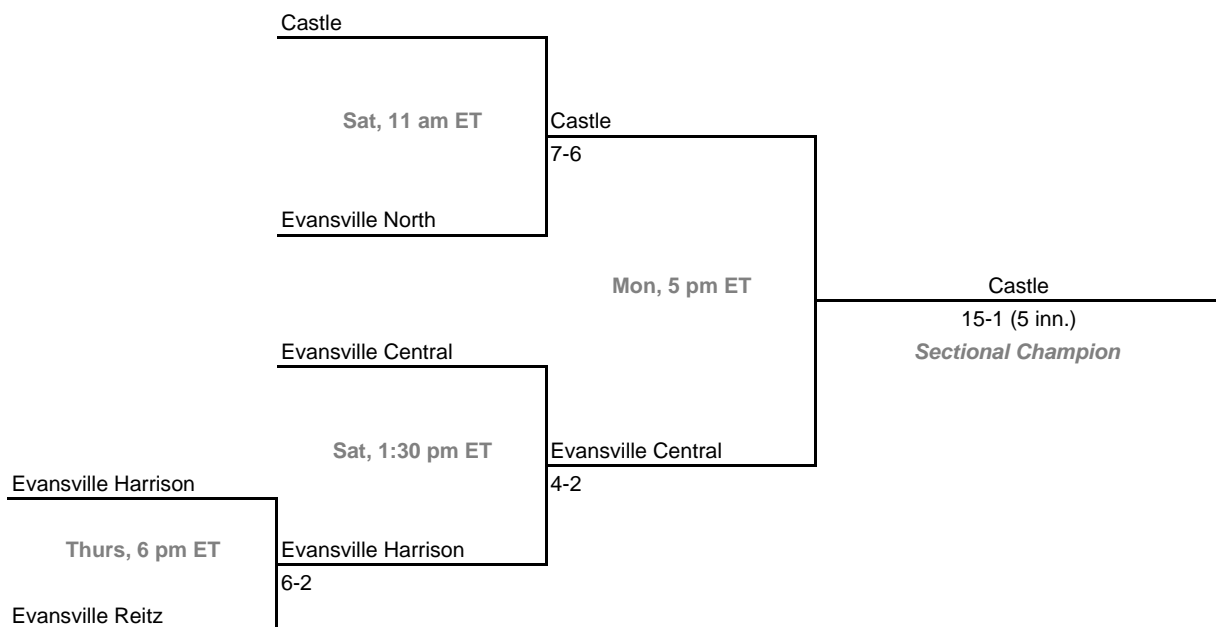 Castle
Sat, 11 am ET
Castle
7-6
Evansville North
Mon, 5 pm ET
Castle
15-1 (5 inn.)
Sectional Champion
Evansville Central
Sat, 1:30 pm ET
Evansville Central
4-2
Evansville Harrison
Thurs, 6 pm ET
Evansville Harrison
6-2
Evansville Reitz